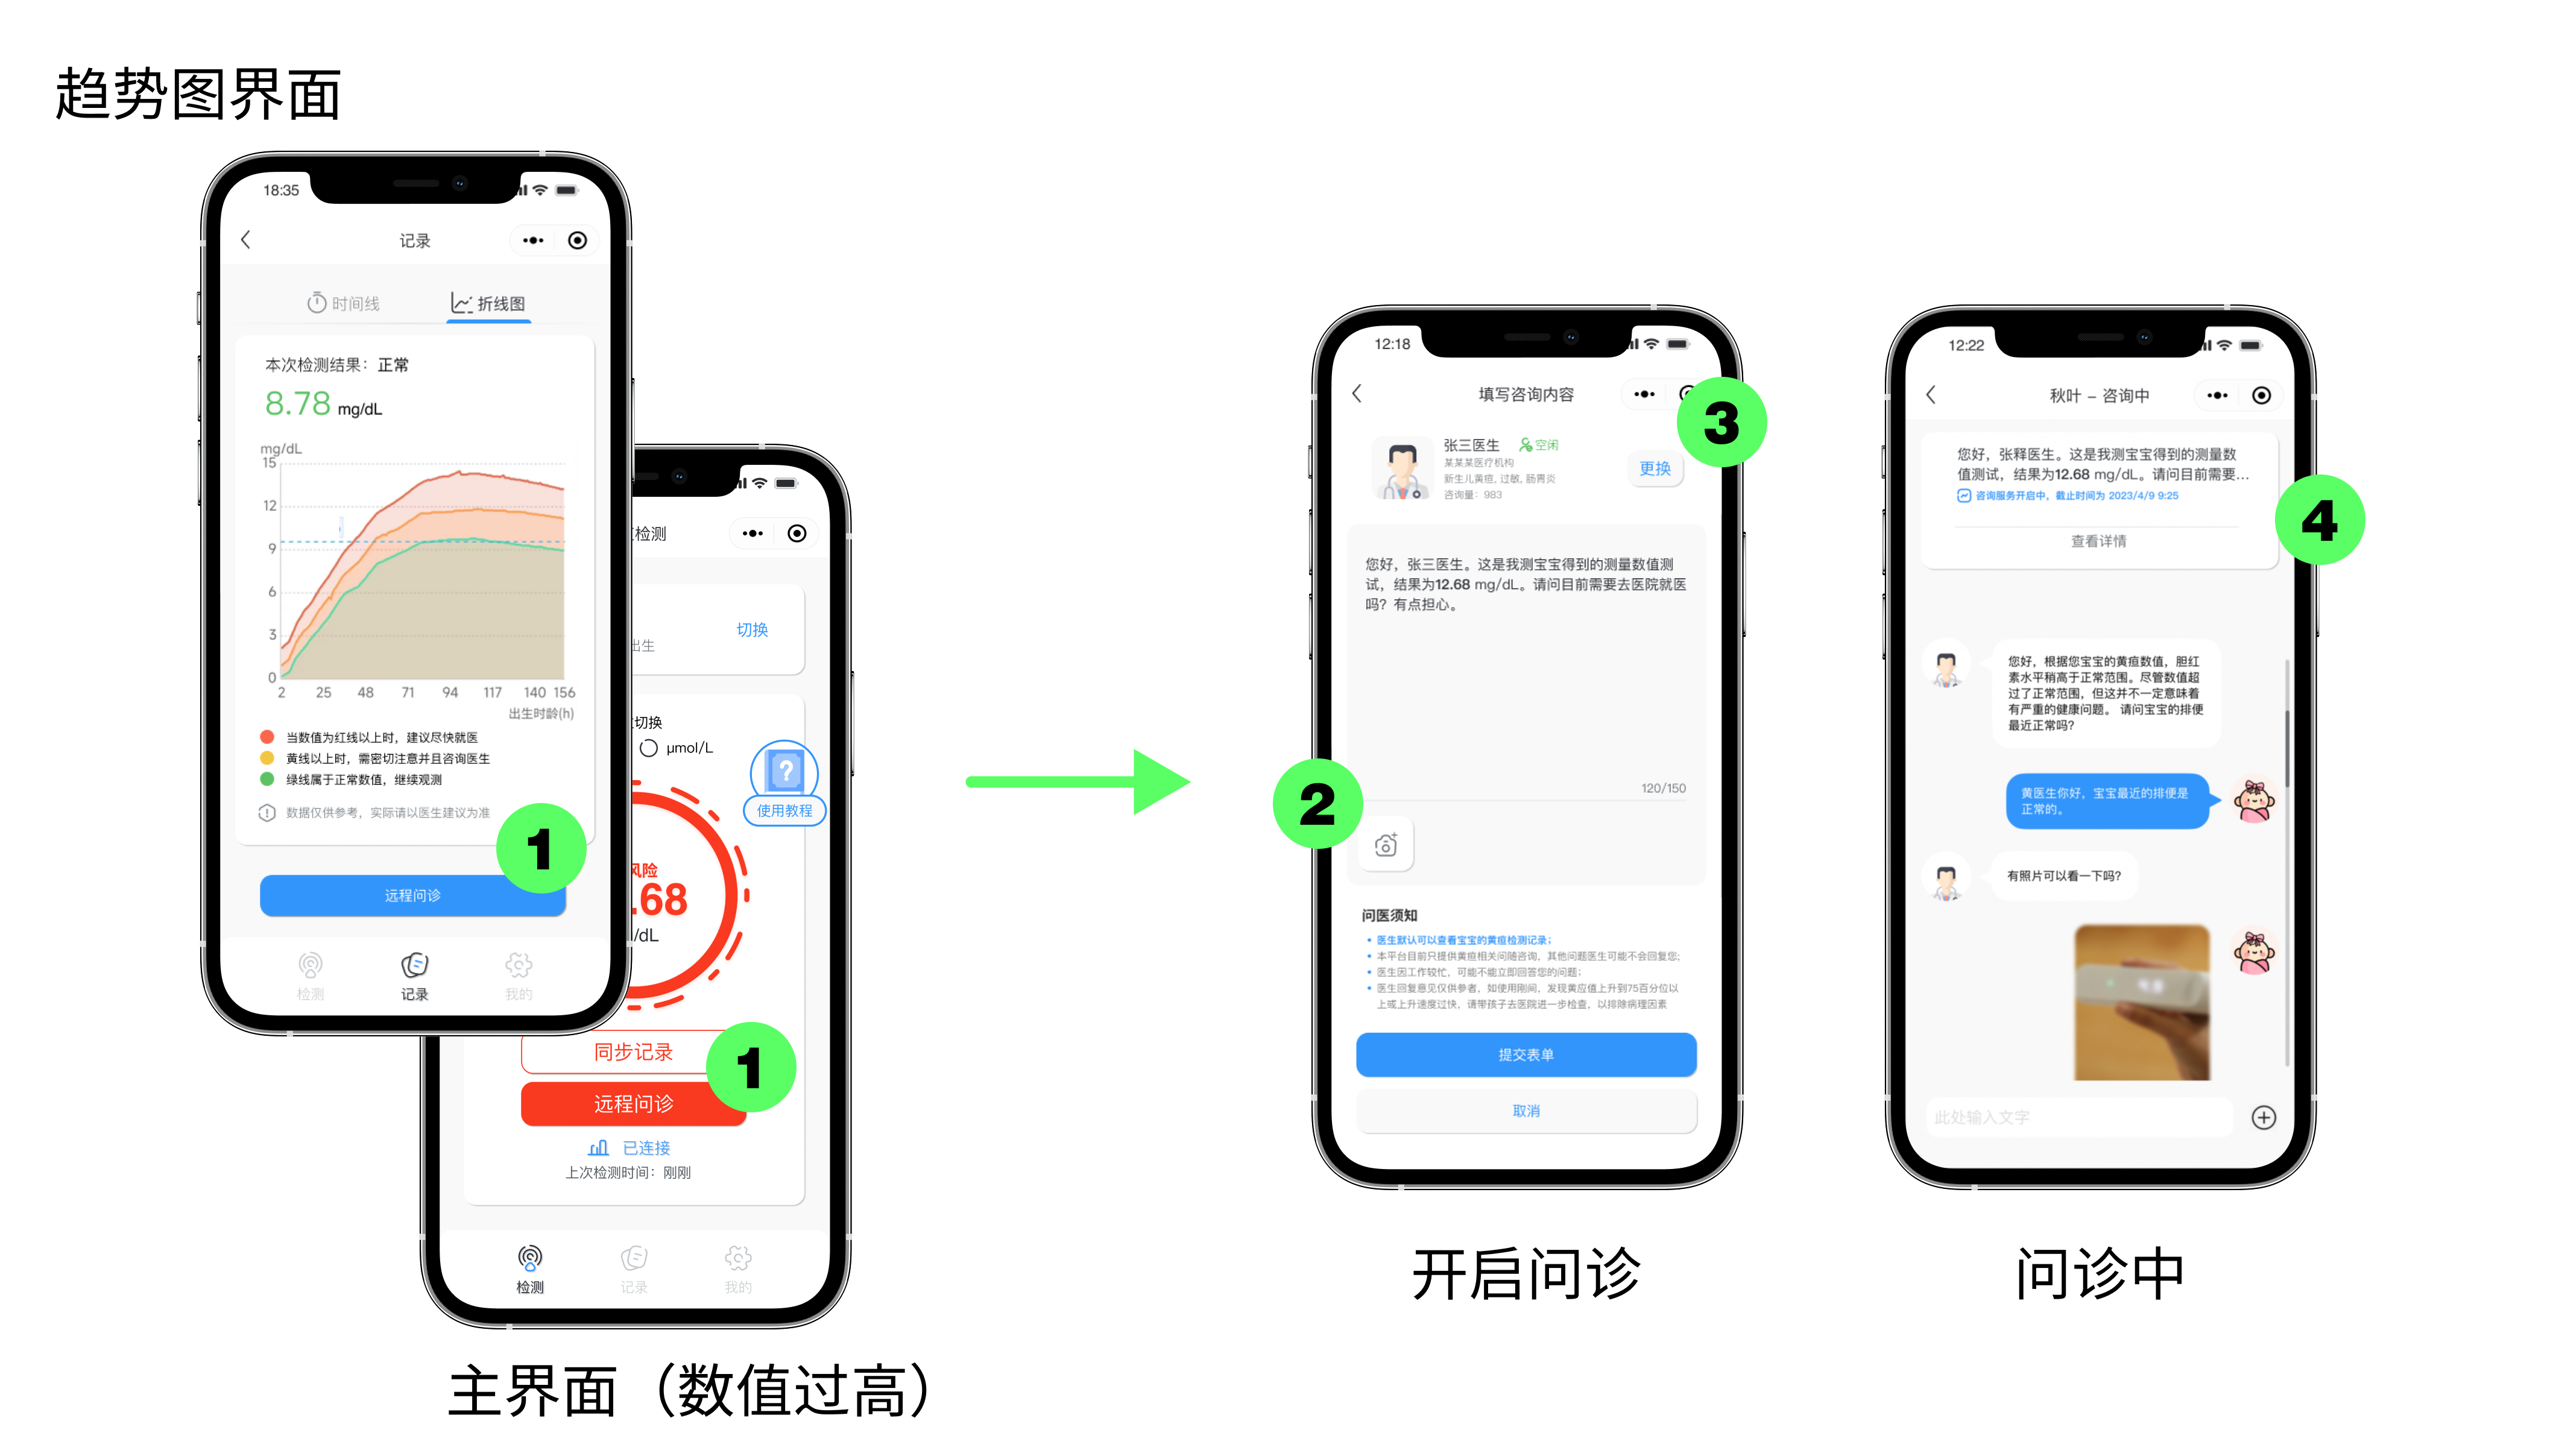 趋势图界面
18:35
记录
时间线
折线图
本次检测结果：正常
8.78 mg/dL
mg/dL
15
12
9
6
3
0
2 25 48 71 94 117 140 156
出生时龄(h)
当数值为红线以上时，建议尽快就医
黄线以上时，需密切注意并且咨询医生
绿线属于正常数值，继续观测
数据仅供参考，实际请以医生建议为准
1
远程问诊
检测
记录
我的
检测
切换
出生
切换
μmol/L
?
使用教程
风险
.68
/dL
同步记录
1
远程问诊
已连接
上次检测时间：刚刚
检测
记录
我的
主界面（数值过高）
12:18
填写咨询内容
3
张三医生
空闲
某某某医疗机构
新生儿黄疸, 过敏, 肠胃炎
咨询量：983
更换
您好，张三医生。这是我测宝宝得到的测量数值测
试，结果为12.68 mg/dL。请问目前需要去医院就医
吗？有点担心。
120/150
2
问医须知
医生默认可以查看宝宝的黄疸检测记录；
本平台目前只提供黄疸相关问随咨询，其他问题医生可能不会回复您;
医生因工作较忙，可能不能立即回答您的问题；
医生回复意见仅供参者，如使用刚间，发现黄应值上升到75百分位以
上或上升速度过快，请带孩子去医院进一步检查，以排除病理因素
提交表单
取消
开启问诊
12:22
秋叶 – 咨询中
您好，张释医生。这是我测宝宝得到的测量数
值测试，结果为12.68 mg/dL。请问目前需要...
咨询服务开启中，截止时间为 2023/4/9 9:25
查看详情
4
您好，根据您宝宝的黄疸数值，胆红
素水平稍高于正常范围。尽管数值超
过了正常范围，但这并不一定意味着
有严重的健康问题。 请问宝宝的排便
最近正常吗?
黄医生你好，宝宝最近的排便是
正常的。
有照片可以看一下吗?
此处输入文字
问诊中